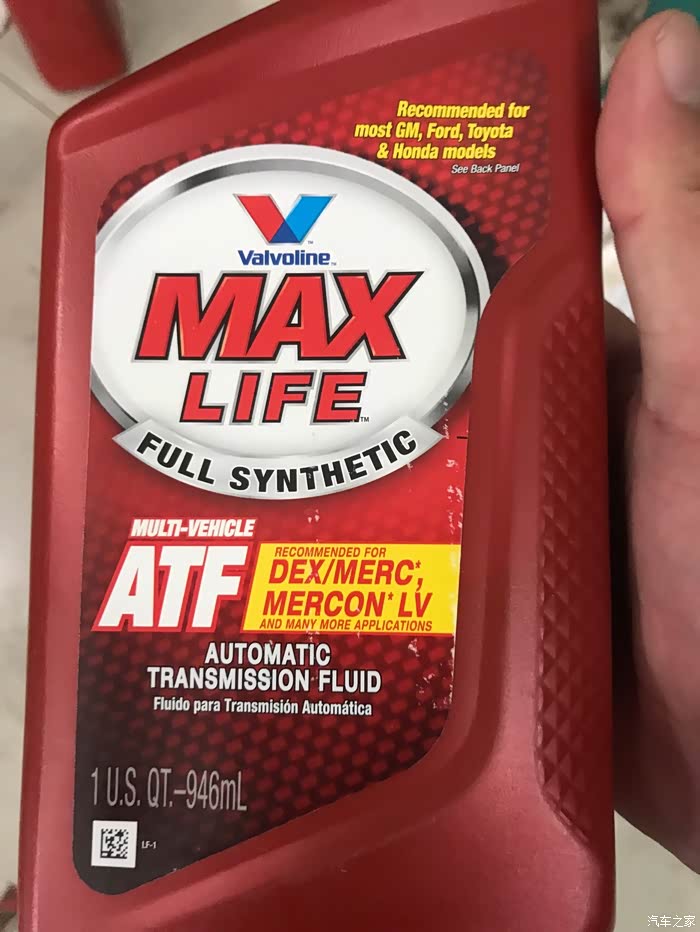 Recommended for
most GM, Ford, Toyota
& Honda models
See Back Panel
Valvoline™
MAX
LIFE™
FULL SYNTHETIC
MULTI-VEHICLE
ATF
RECOMMENDED FOR
DEX/MERC*,
MERCON* LV
AND MANY MORE APPLICATIONS
AUTOMATIC
TRANSMISSION FLUID
Fluido para Transmisión Automática
1 U.S. QT.–946mL
LF-1
汽车之家